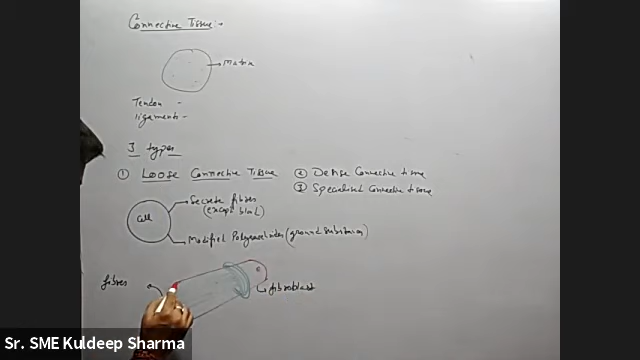 Connective Tissue:-
Matrix
Tendon -
ligaments -
3 types
① Loose Connective Tissue ② Dense Connective tissue
③ Specialised Connective tissue
Cell
Secrete fibres
(except blood)
Modified Polysaccharides (ground substances)
fibres
fibroblast
Sr. SME Kuldeep Sharma